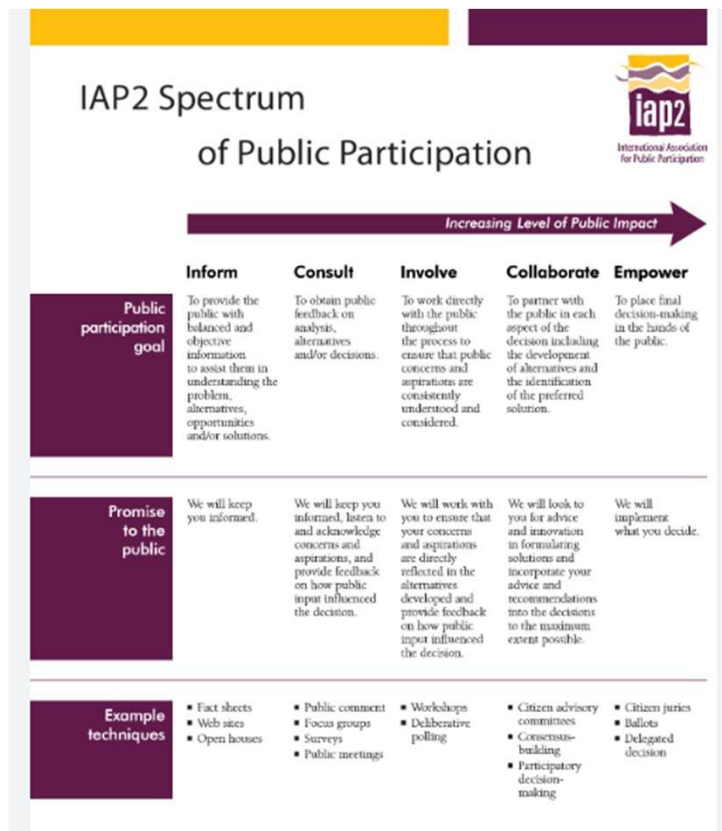 IAP2 Spectrum
of Public Participation
iap2
International Association
for Public Participation
Increasing Level of Public Impact
Inform
Consult
Involve
Collaborate
Empower
Public
participation
goal
To provide the
public with
balanced and
objective
information
to assist them in
understanding the
problem,
alternatives,
opportunities
and/or solutions.
To obtain public
feedback on
analysis,
alternatives
and/or decisions.
To work directly
with the public
throughout
the process to
ensure that public
concerns and
aspirations are
consistently
understood and
considered.
To partner with
the public in each
aspect of the
decision including
the development
of alternatives and
the identification
of the preferred
solution.
To place final
decision-making
in the hands of
the public.
Promise
to the
public
We will keep
you informed.
We will keep you
informed, listen to
and acknowledge
concerns and
aspirations, and
provide feedback
on how public
input influenced
the decision.
We will work with
you to ensure that
your concerns
and aspirations
are directly
reflected in the
alternatives
developed and
provide feedback
on how public
input influenced
the decision.
We will look to
you for advice
and innovation
in formulating
solutions and
incorporate your
advice and
recommendations
into the decisions
to the maximum
extent possible.
We will
implement
what you decide.
Example
techniques
▪ Fact sheets
▪ Web sites
▪ Open houses
▪ Public comment
▪ Focus groups
▪ Surveys
▪ Public meetings
▪ Workshops
▪ Deliberative
polling
▪ Citizen advisory
committees
▪ Consensus-
building
▪ Participatory
decision-
making
▪ Citizen juries
▪ Ballots
▪ Delegated
decision